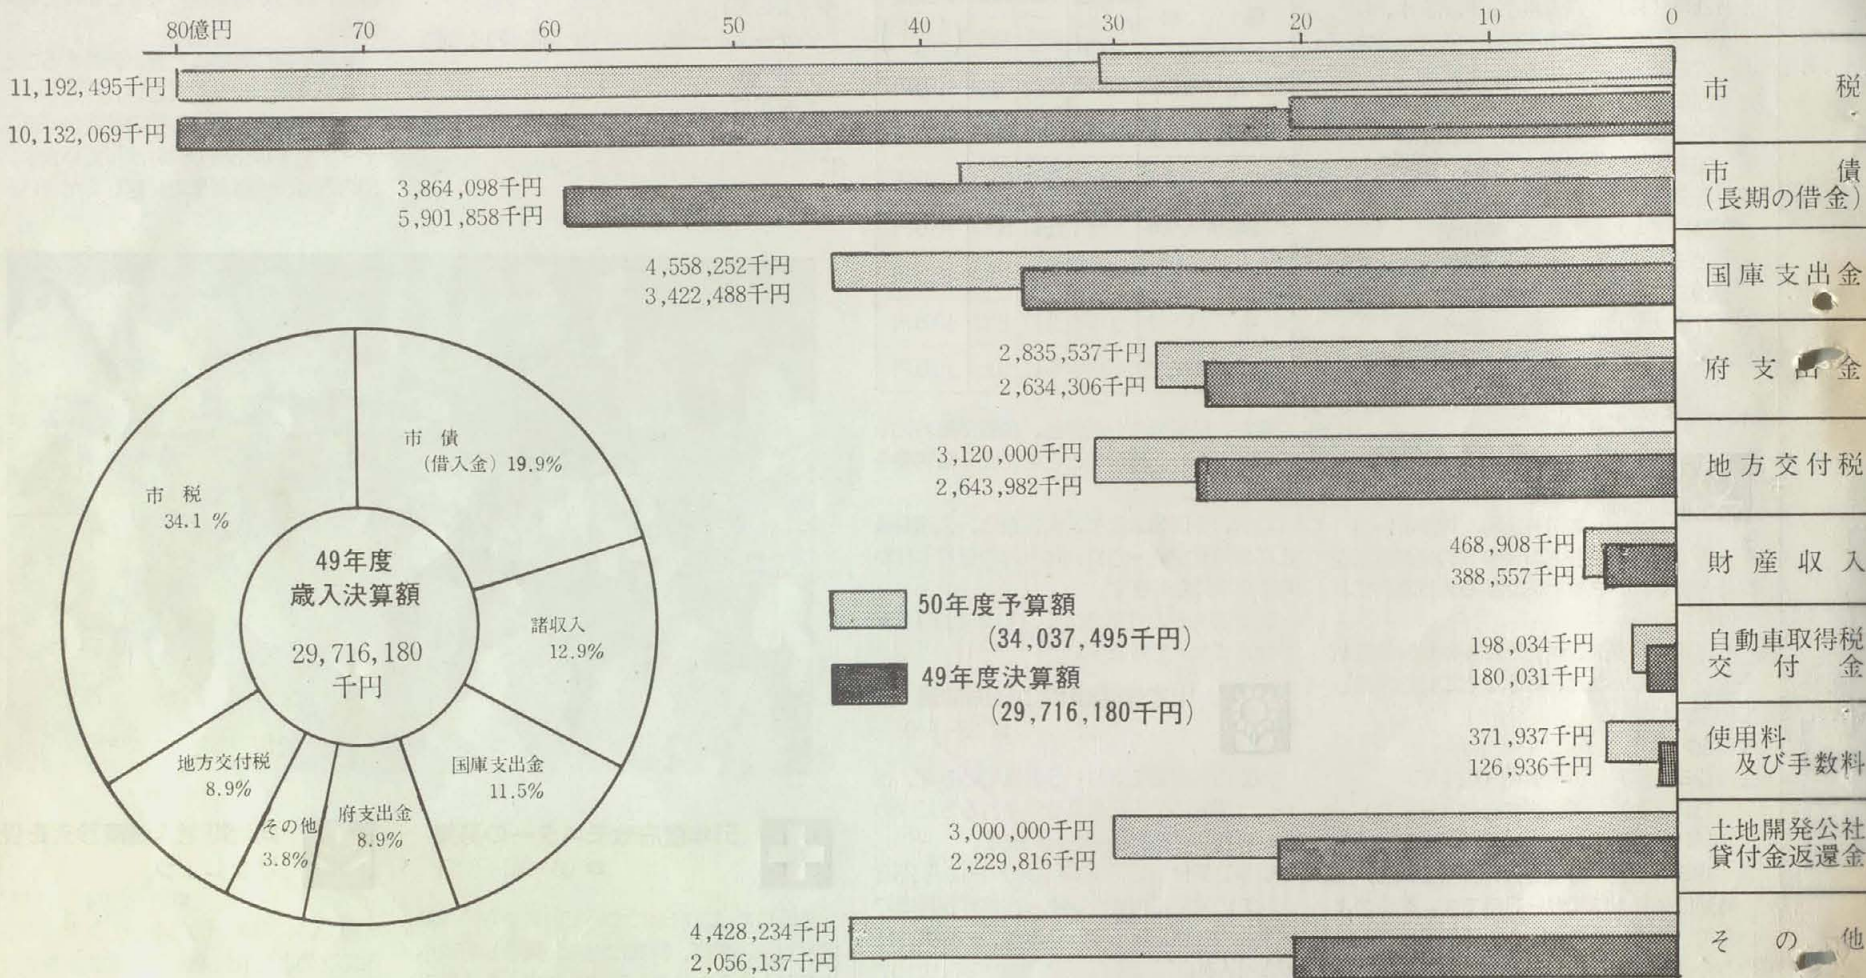 80億円 70 60 50 40 30 20 10 0
11,192,495千円
10,132,069千円
市税
3,864,098千円
5,901,858千円
市債
(長期の借金)
4,558,252千円
3,422,488千円
国庫支出金
2,835,537千円
2,634,306千円
府支出金
3,120,000千円
2,643,982千円
地方交付税
468,908千円
388,557千円
財産収入
198,034千円
180,031千円
自動車取得税
交付金
371,937千円
126,936千円
使用料
及び手数料
3,000,000千円
2,229,816千円
土地開発公社
貸付金返還金
4,428,234千円
2,056,137千円
その他
50年度予算額
(34,037,495千円)
49年度決算額
(29,716,180千円)
49年度
歳入決算額
29,716,180
千円
市債
(借入金) 19.9%
諸収入
12.9%
国庫支出金
11.5%
府支出金
8.9%
その他
3.8%
地方交付税
8.9%
市税
34.1 %